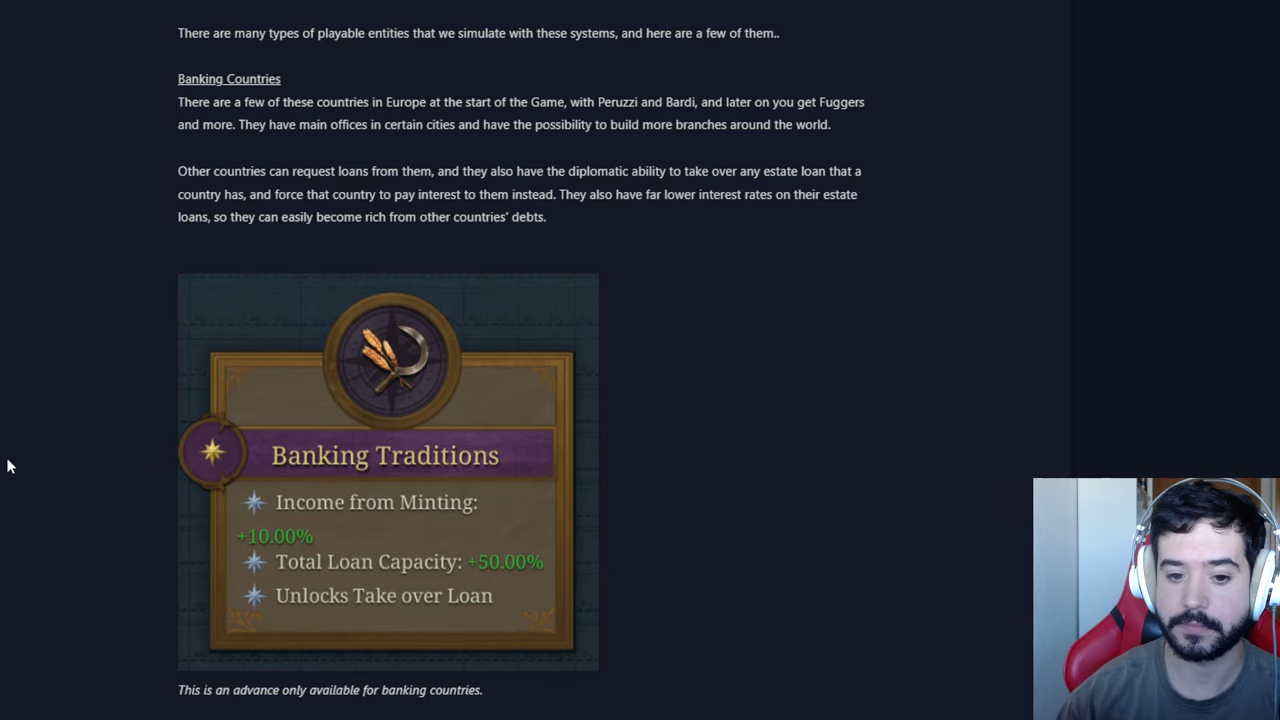 There are many types of playable entities that we simulate with these systems, and here are a few of them..
Banking Countries
There are a few of these countries in Europe at the start of the Game, with Peruzzi and Bardi, and later on you get Fuggers
and more. They have main offices in certain cities and have the possibility to build more branches around the world.
Other countries can request loans from them, and they also have the diplomatic ability to take over any estate loan that a
country has, and force that country to pay interest to them instead. They also have far lower interest rates on their estate
loans, so they can easily become rich from other countries' debts.
Banking Traditions
Income from Minting:
+10.00%
Total Loan Capacity: +50.00%
Unlocks Take over Loan
This is an advance only available for banking countries.